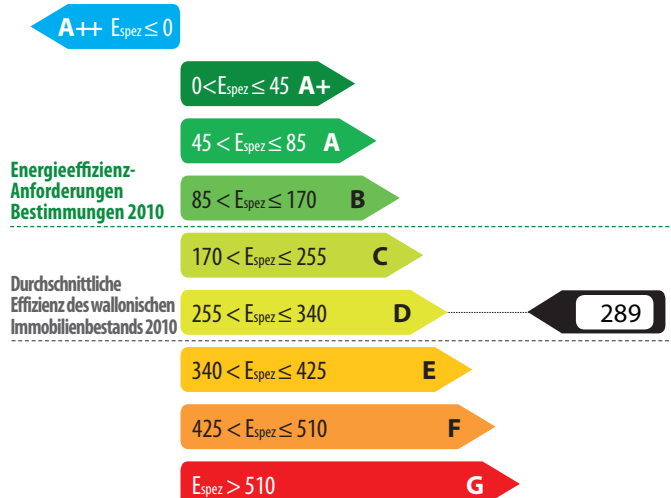 A++ Espez ≤ 0
0<Espez ≤ 45 A+
45 < Espez ≤ 85 A
Energieeffizienz-
Anforderungen
Bestimmungen 2010
85 < Espez ≤ 170 B
170 < Espez ≤ 255 C
Durchschnittliche
Effizienz des wallonischen
Immobilienbestands 2010
255 < Espez ≤ 340 D
289
340 < Espez ≤ 425 E
425 < Espez ≤ 510 F
Espez > 510 G